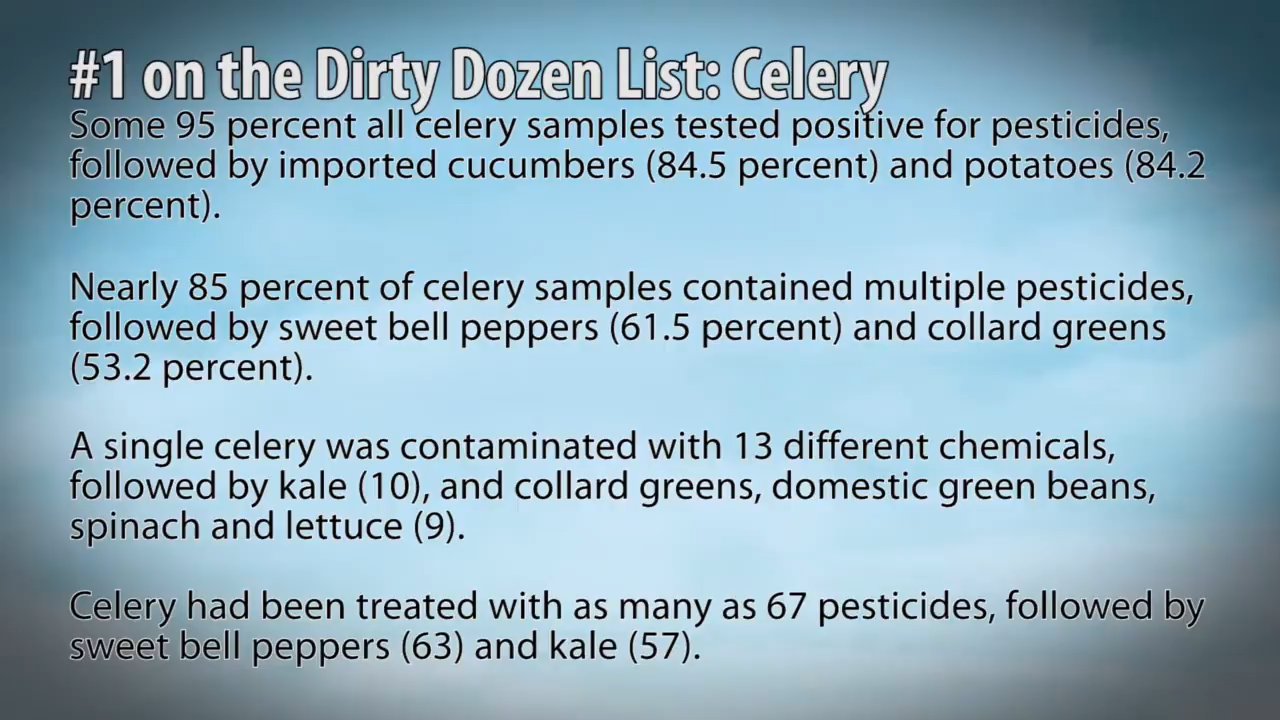 #1 on the Dirty Dozen List: Celery
Some 95 percent all celery samples tested positive for pesticides,
followed by imported cucumbers (84.5 percent) and potatoes (84.2
percent).
Nearly 85 percent of celery samples contained multiple pesticides,
followed by sweet bell peppers (61.5 percent) and collard greens
(53.2 percent).
A single celery was contaminated with 13 different chemicals,
followed by kale (10), and collard greens, domestic green beans,
spinach and lettuce (9).
Celery had been treated with as many as 67 pesticides, followed by
sweet bell peppers (63) and kale (57).